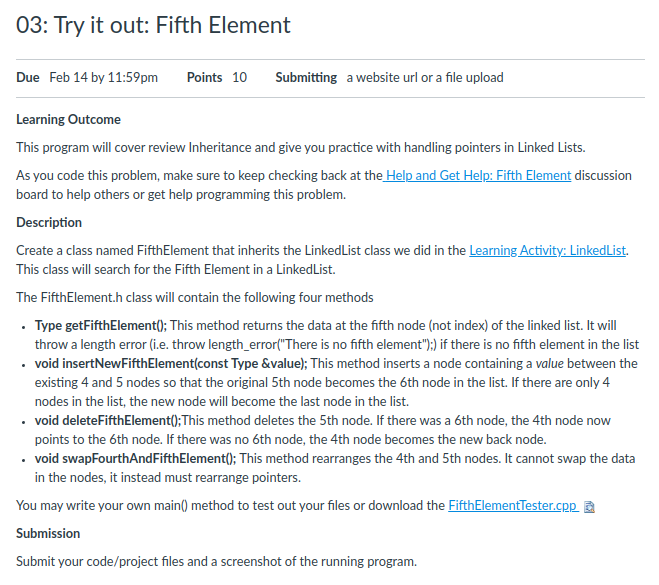 03: Try it out: Fifth Element
Due Feb 14 by 11:59pm Points 10 Submitting a website url or a file upload
Learning Outcome
This program will cover review Inheritance and give you practice with handling pointers in Linked Lists.
As you code this problem, make sure to keep checking back at the Help and Get Help: Fifth Element discussion
board to help others or get help programming this problem.
Description
Create a class named FifthElement that inherits the LinkedList class we did in the Learning Activity: LinkedList.
This class will search for the Fifth Element in a LinkedList.
The FifthElement.h class will contain the following four methods
• Type getFifthElement(); This method returns the data at the fifth node (not index) of the linked list. It will
throw a length error (i.e. throw length_error("There is no fifth element");) if there is no fifth element in the list
• void insertNewFifthElement(const Type &value); This method inserts a node containing a value between the
existing 4 and 5 nodes so that the original 5th node becomes the 6th node in the list. If there are only 4
nodes in the list, the new node will become the last node in the list.
• void deleteFifthElement();This method deletes the 5th node. If there was a 6th node, the 4th node now
points to the 6th node. If there was no 6th node, the 4th node becomes the new back node.
• void swapFourthAndFifthElement(); This method rearranges the 4th and 5th nodes. It cannot swap the data
in the nodes, it instead must rearrange pointers.
You may write your own main() method to test out your files or download the FifthElementTester.cpp
Submission
Submit your code/project files and a screenshot of the running program.